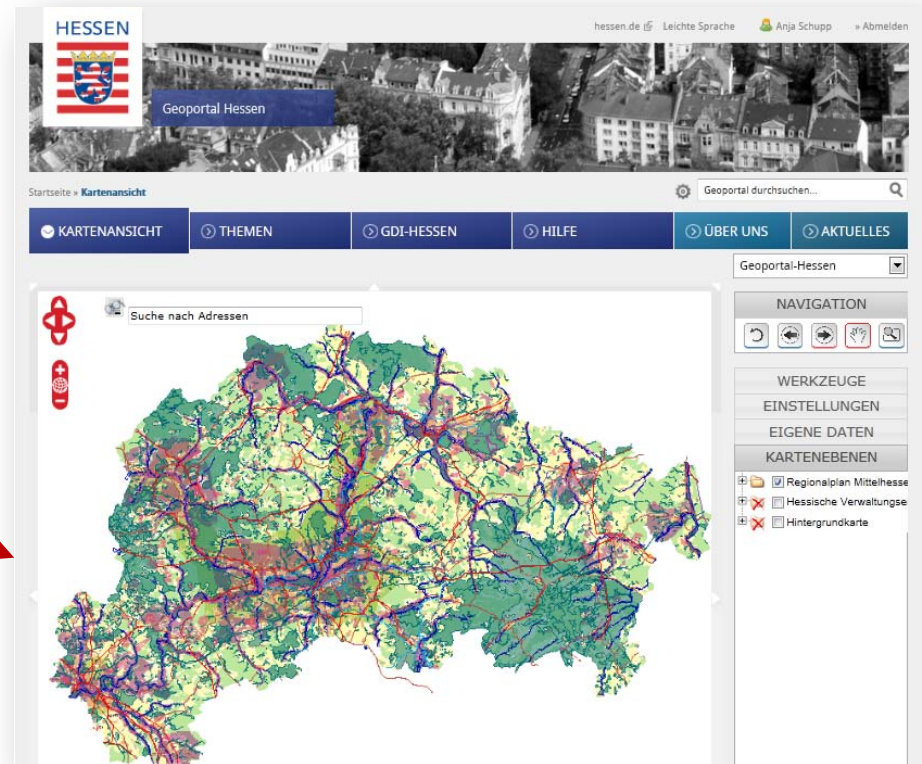 HESSEN
hessen.de Leichte Sprache Anja Schupp » Abmelden
Geoportal Hessen
Startseite » Kartenansicht
Geoportal durchsuchen...
KARTENANSICHT THEMEN GDI-HESSEN HILFE ÜBER UNS AKTUELLES
Geoportal-Hessen
Suche nach Adressen
NAVIGATION
WERKZEUGE
EINSTELLUNGEN
EIGENE DATEN
KARTENEBENEN
Regionalplan Mittelhesse
Hessische Verwaltungse
Hintergrundkarte